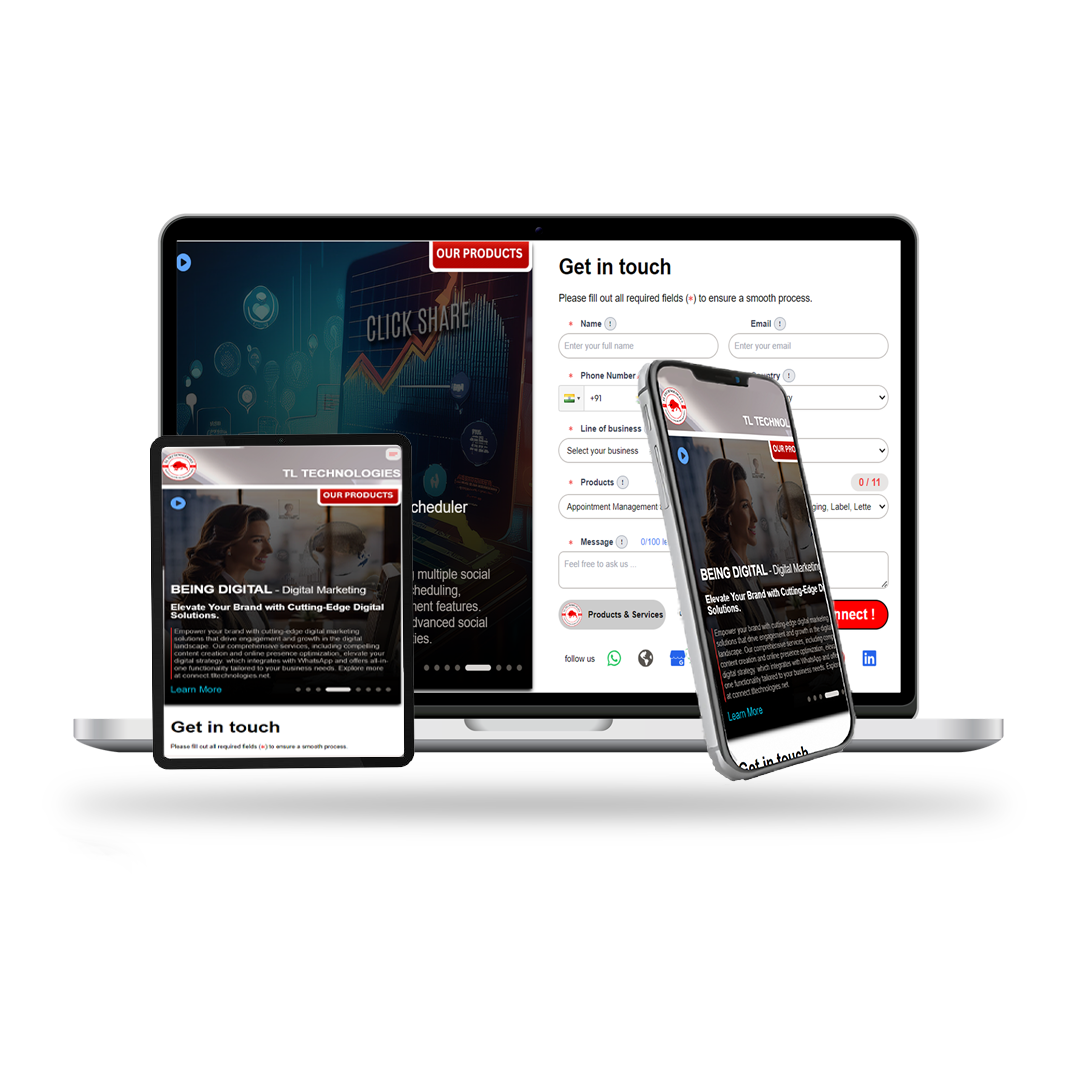 OUR PRODUCTS
CLICK SHARE
cheduler
multiple social
heduling,
ment features.
dvanced social
ties.
Get in touch
Please fill out all required fields (*) to ensure a smooth process.
* Name !
Email !
Enter your full name
Enter your email
* Phone Number
ountry !
+91
* Line of business
Select your business
* Products !
0 / 11
Appointment Management
ging, Label, Lette
* Message !
0/100 le
Feel free to ask us ...
Products & Services
nnect !
follow us
TL TECHNOLOGIES
OUR PRODUCTS
BEING DIGITAL - Digital Marketing
Elevate Your Brand with Cutting-Edge Digital
Solutions.
Empower your brand with cutting-edge digital marketing
solutions that drive engagement and growth in the digital
landscape. Our comprehensive services, including compelling
content creation and online presence optimization, elevate your
digital strategy, which integrates with WhatsApp and offers all-in-
one functionality tailored to your business needs. Explore more
at connect.tltechnologies.net.
Learn More
Get in touch
Please fill out all required fields (*) to ensure a smooth process.
TL TECHNOL
OUR PRO
BEING DIGITAL - Digital Marketing
Elevate Your Brand with Cutting-Edge D
Solutions.
Empower your brand with cutting-edge digital marketing
solutions that drive engagement and growth in the digital
landscape. Our comprehensive services, including comp
content creation and online presence optimization, eleva
digital strategy, which integrates with WhatsApp and offe
one functionality tailored to your business needs. Explor
at connect.tltechnologies.net.
Learn More
Get in touch